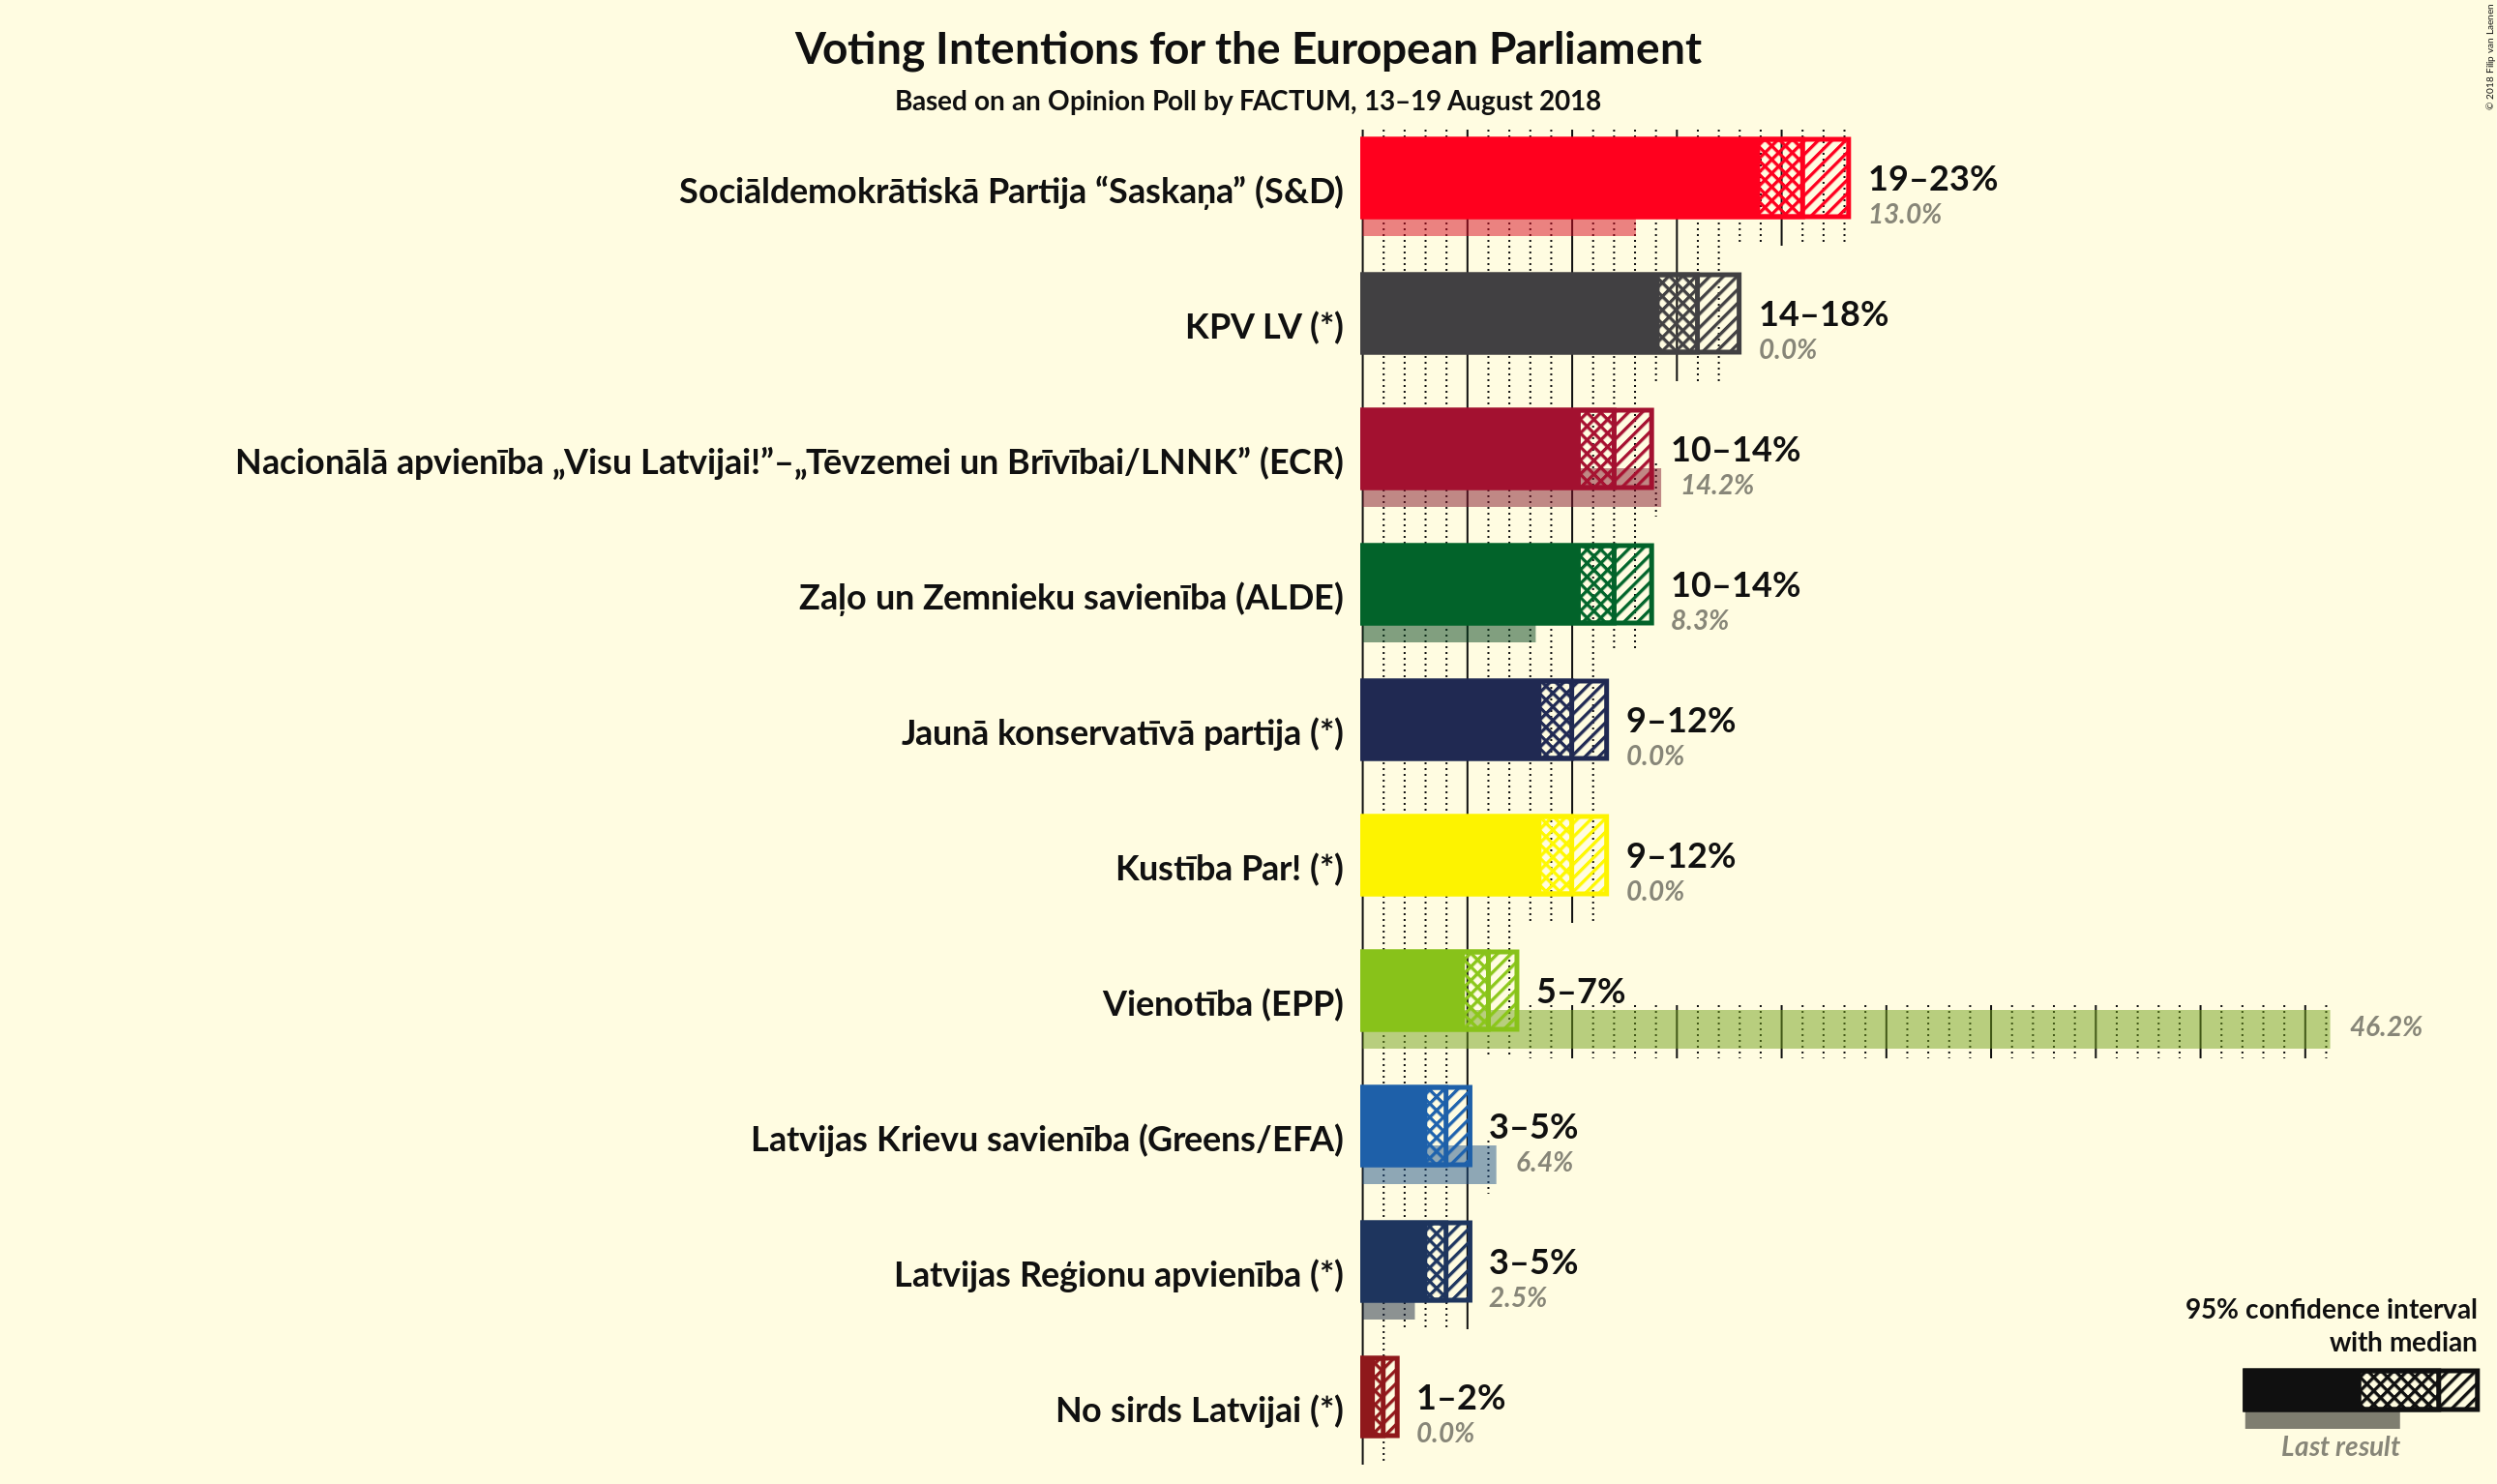 Voting Intentions for the European Parliament
Based on an Opinion Poll by FACTUM, 13–19 August 2018
© 2018 Filip van Laenen
Sociāldemokrātiskā Partija “Saskaņa” (S&D)
19–23%
13.0%
KPV LV (*)
14–18%
0.0%
Nacionālā apvienība „Visu Latvijai!”–„Tēvzemei un Brīvībai/LNNK” (ECR)
10–14%
14.2%
Zaļo un Zemnieku savienība (ALDE)
10–14%
8.3%
Jaunā konservatīvā partija (*)
9–12%
0.0%
Kustība Par! (*)
9–12%
0.0%
Vienotība (EPP)
5–7%
46.2%
Latvijas Krievu savienība (Greens/EFA)
3–5%
6.4%
Latvijas Reģionu apvienība (*)
3–5%
2.5%
No sirds Latvijai (*)
1–2%
0.0%
95% confidence interval
with median
Last result